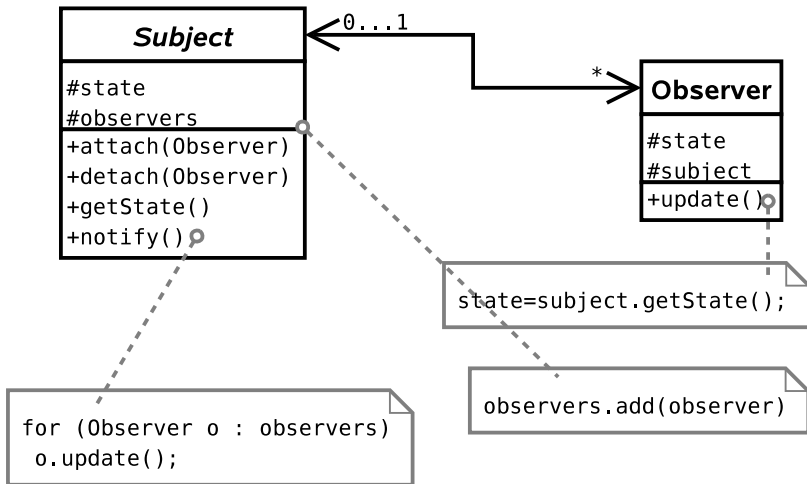 Subject
#state
#observers
+attach(Observer)
+detach(Observer)
+getState()
+notify()
0...1
*
Observer
#state
#subject
+update()
state=subject.getState();
observers.add(observer)
for (Observer o : observers)
 o.update();